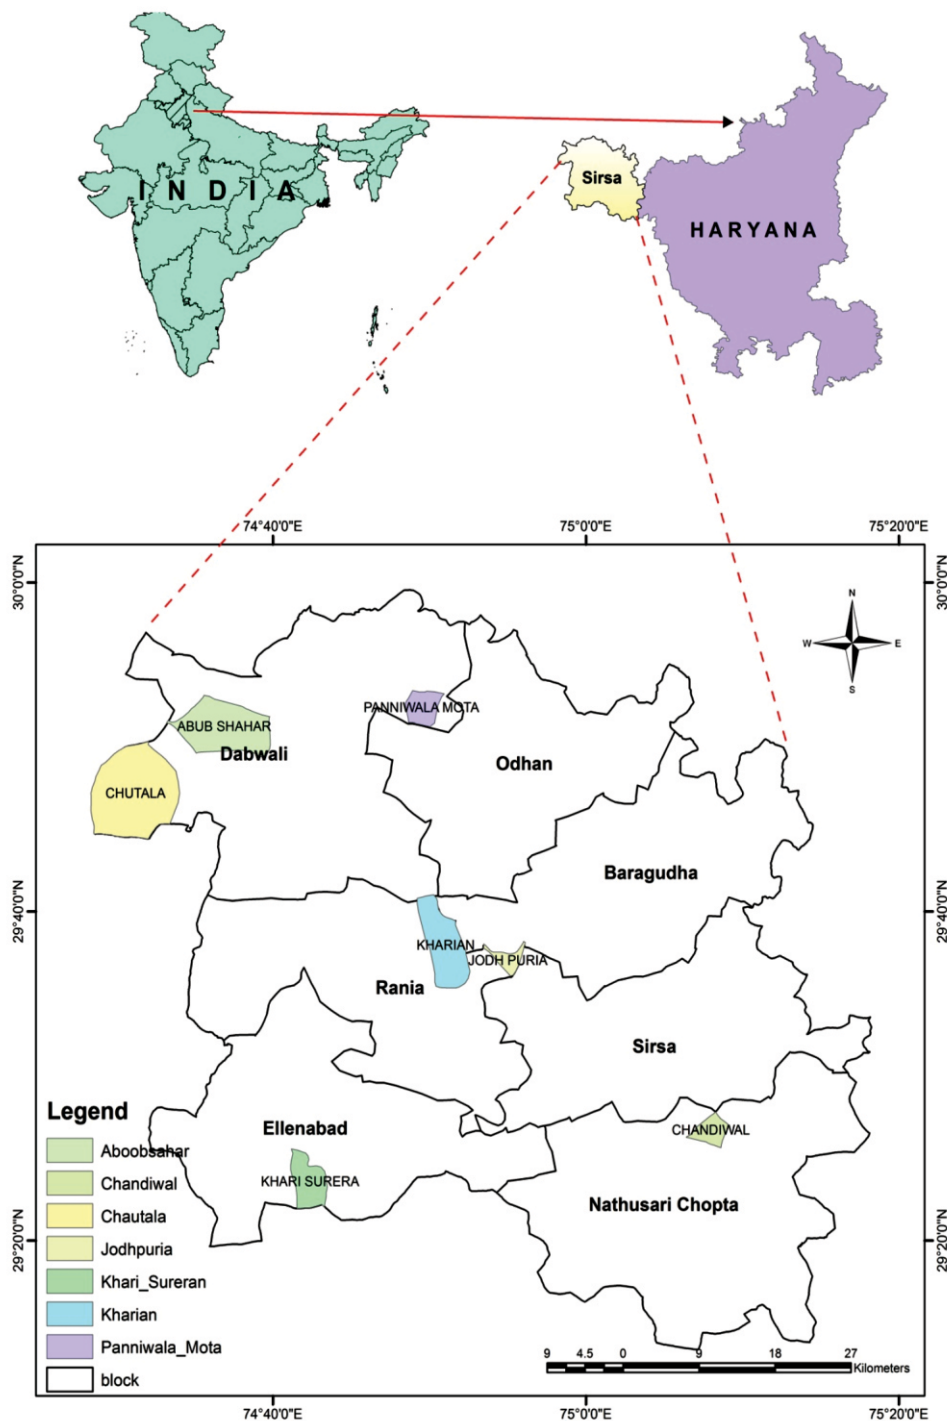 I N D I A
Sirsa
HARYANA
74°40'0"E
75°0'0"E
75°20'0"E
30°0'0"N
30°0'0"N
N
W
E
S
PANNIWALA MOTA
ABUB SHAHAR
Dabwali
Odhan
CHUTALA
Baragudha
29°40'0"N
29°40'0"N
KHARIAN
JODH PURIA
Rania
Sirsa
Legend
Ellenabad
CHANDIWAL
Aboobsahar
KHARI SURERA
Chandiwal
Nathusari Chopta
Chautala
29°20'0"N
29°20'0"N
Jodhpuria
Khari_Sureran
Kharian
Panniwala_Mota
block
9 4.5 0 9 18 27
Kilometers
74°40'0"E
75°0'0"E
75°20'0"E